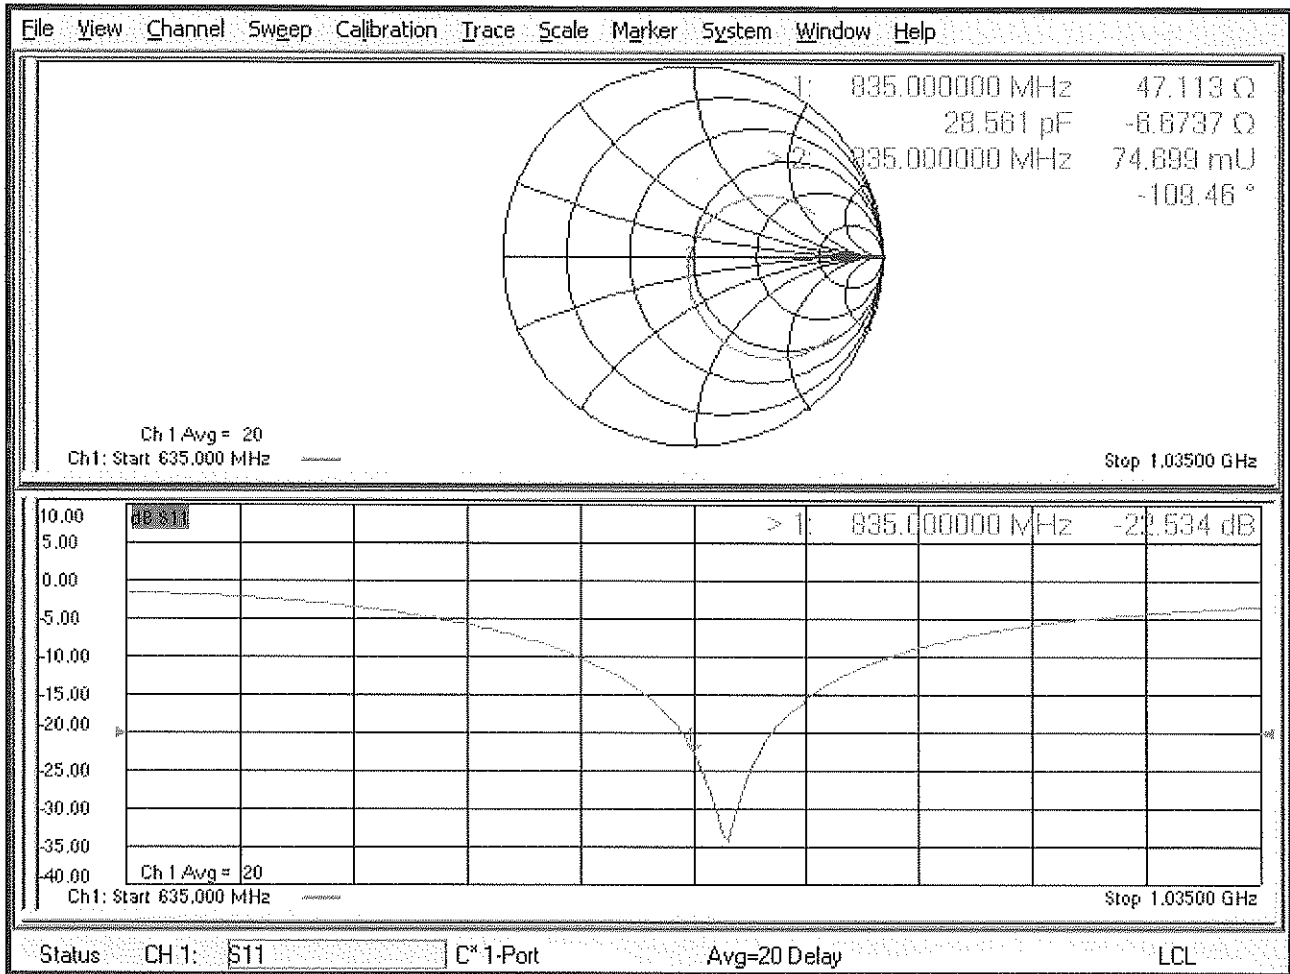 File View Channel Sweep Calibration Trace Scale Marker System Window Help
1: 835.000000 MHz 47.113 Ω
28.561 pF -6.6737 Ω
> 2: 835.000000 MHz 74.699 mU
-109.46 °
Ch 1 Avg = 20
Ch1: Start 635.000 MHz Stop 1.03500 GHz
10.00 dB S11 > 1: 835.000000 MHz -22.534 dB
5.00
0.00
-5.00
-10.00
-15.00
-20.00
-25.00
-30.00
-35.00
-40.00 Ch 1 Avg = 20
Ch1: Start 635.000 MHz Stop 1.03500 GHz
Status CH 1: S11 C* 1-Port Avg=20 Delay LCL